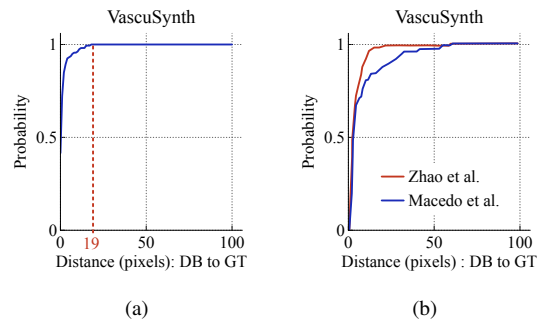 VascuSynth
1
0.5
0
Probability
0
19
50
100
Distance (pixels): DB to GT
(a)
VascuSynth
1
0.5
0
Probability
Zhao et al.
Macedo et al.
0
50
100
Distance (pixels) : DB to GT
(b)